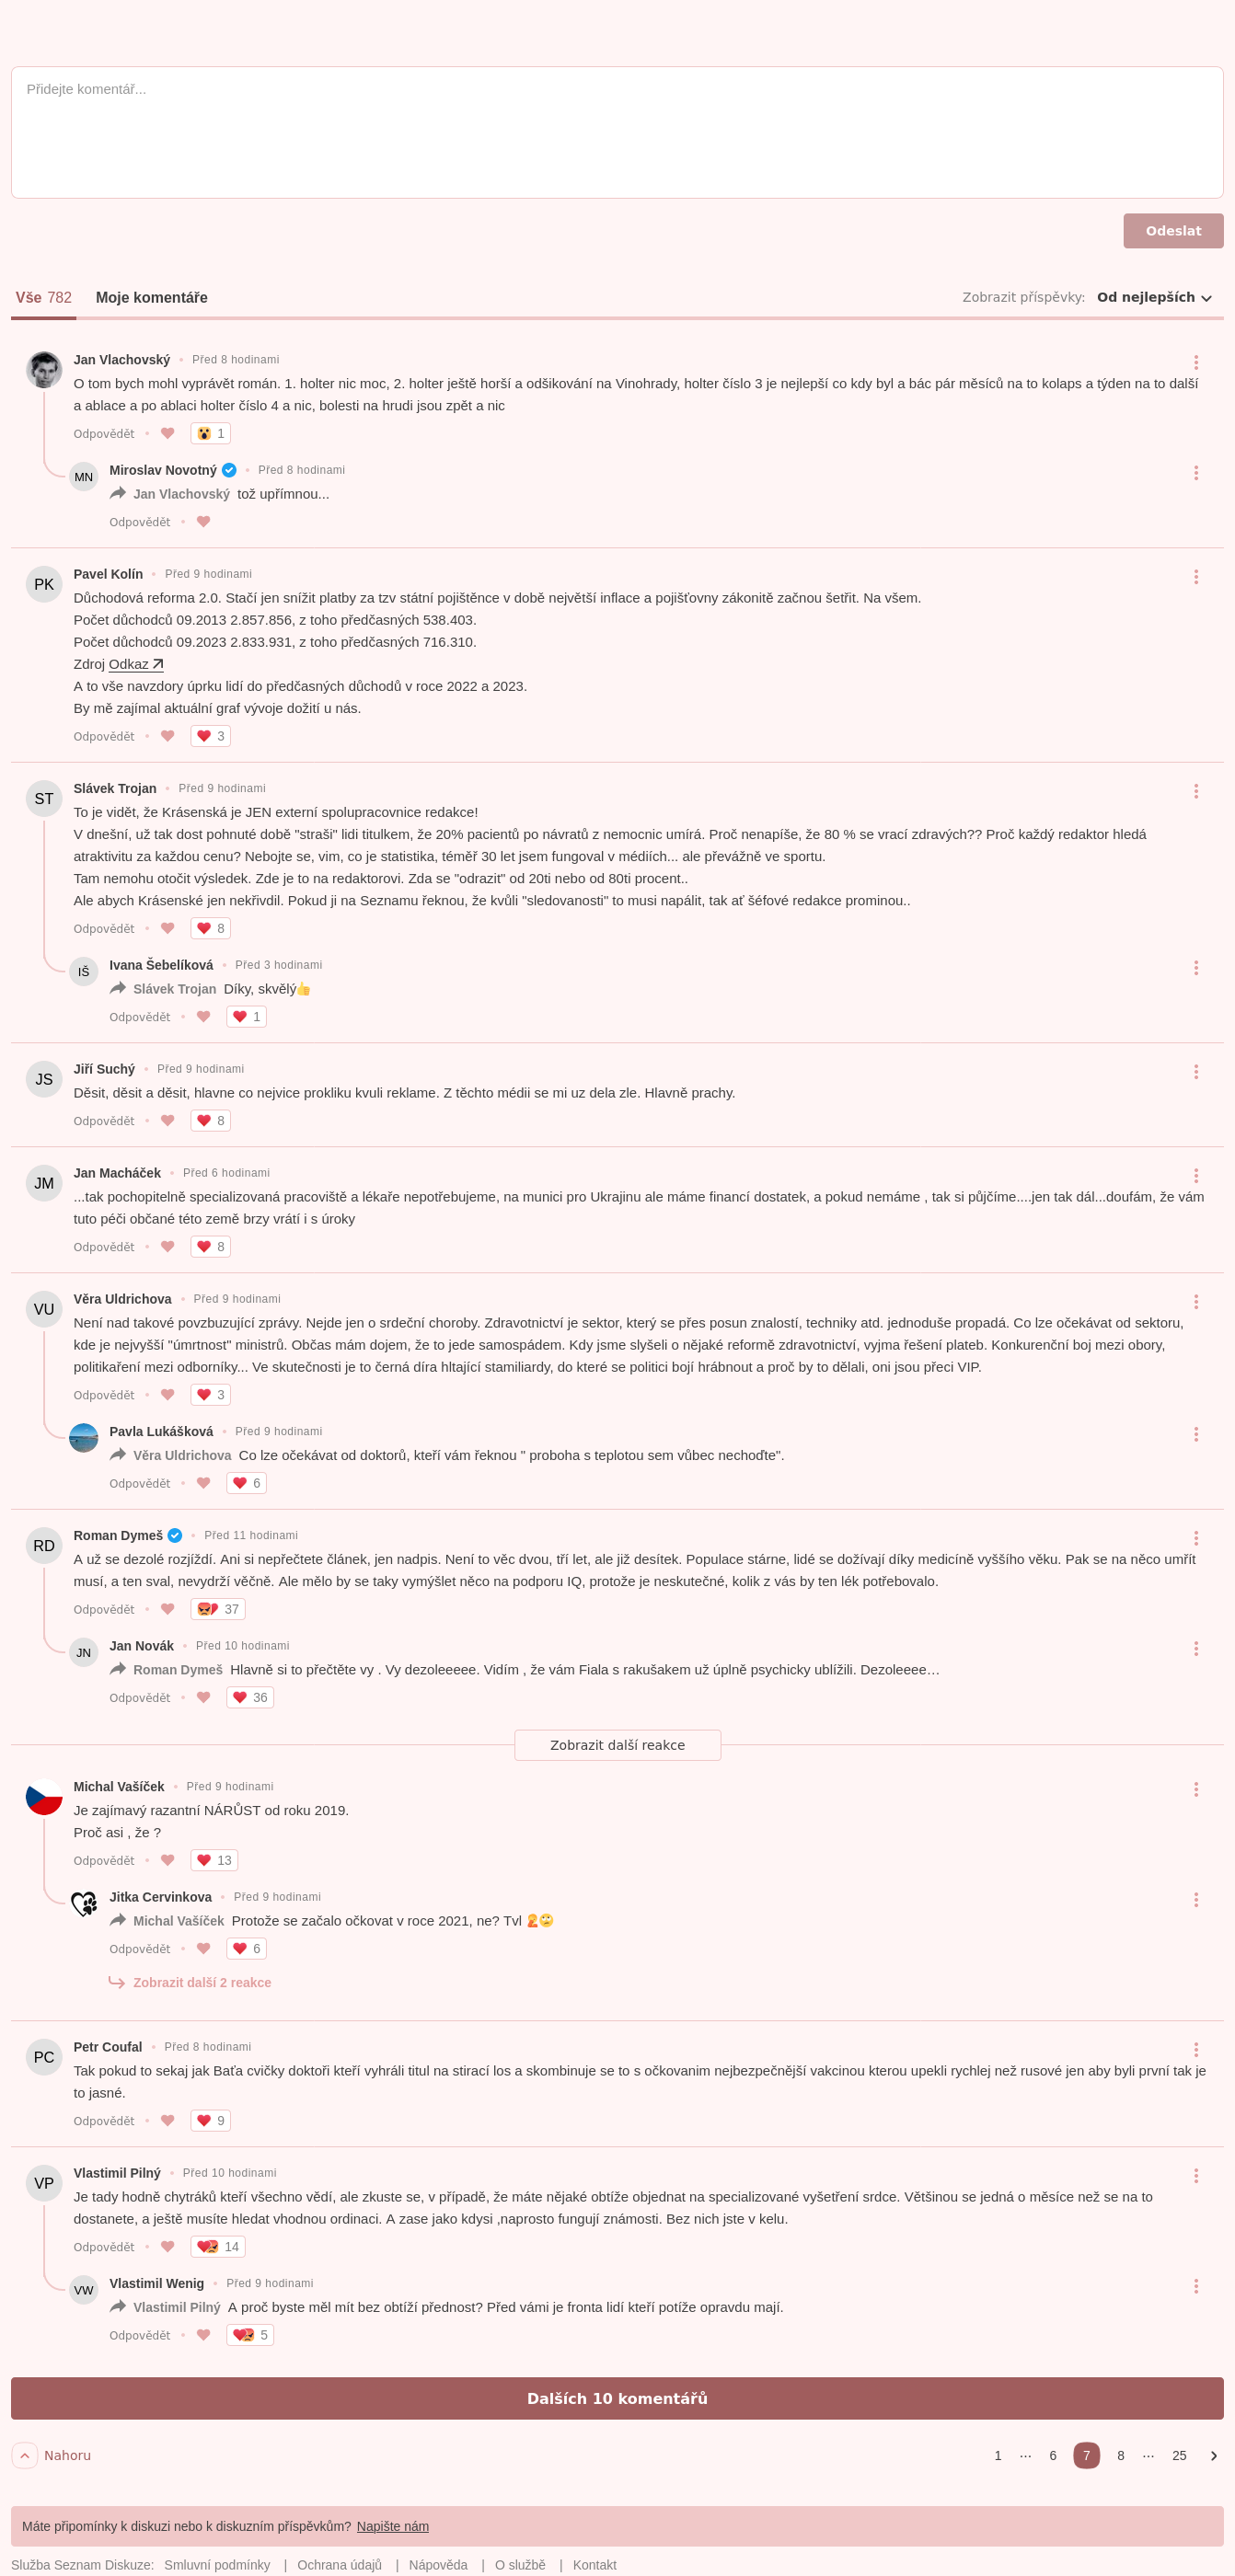 Přidejte komentář...
Odeslat
Vše 782 Moje komentáře Zobrazit příspěvky: Od nejlepších
Jan Vlachovský • Před 8 hodinami
O tom bych mohl vyprávět román. 1. holter nic moc, 2. holter ještě horší a odšikování na Vinohrady, holter číslo 3 je nejlepší co kdy byl a bác pár měsíců na to kolaps a týden na to další
a ablace a po ablaci holter číslo 4 a nic, bolesti na hrudi jsou zpět a nic
Odpovědět • 1
MN Miroslav Novotný • Před 8 hodinami
Jan Vlachovský tož upřímnou...
Odpovědět •
PK Pavel Kolín • Před 9 hodinami
Důchodová reforma 2.0. Stačí jen snížit platby za tzv státní pojištěnce v době největší inflace a pojišťovny zákonitě začnou šetřit. Na všem.
Počet důchodců 09.2013 2.857.856, z toho předčasných 538.403.
Počet důchodců 09.2023 2.833.931, z toho předčasných 716.310.
Zdroj Odkaz
A to vše navzdory úprku lidí do předčasných důchodů v roce 2022 a 2023.
By mě zajímal aktuální graf vývoje dožití u nás.
Odpovědět • 3
ST Slávek Trojan • Před 9 hodinami
To je vidět, že Krásenská je JEN externí spolupracovnice redakce!
V dnešní, už tak dost pohnuté době "straši" lidi titulkem, že 20% pacientů po návratů z nemocnic umírá. Proč nenapíše, že 80 % se vrací zdravých?? Proč každý redaktor hledá
atraktivitu za každou cenu? Nebojte se, vim, co je statistika, téměř 30 let jsem fungoval v médiích... ale převážně ve sportu.
Tam nemohu otočit výsledek. Zde je to na redaktorovi. Zda se "odrazit" od 20ti nebo od 80ti procent..
Ale abych Krásenské jen nekřivdil. Pokud ji na Seznamu řeknou, že kvůli "sledovanosti" to musi napálit, tak ať šéfové redakce prominou..
Odpovědět • 8
IŠ Ivana Šebelíková • Před 3 hodinami
Slávek Trojan Díky, skvělý👍
Odpovědět • 1
JS Jiří Suchý • Před 9 hodinami
Děsit, děsit a děsit, hlavne co nejvice prokliku kvuli reklame. Z těchto médii se mi uz dela zle. Hlavně prachy.
Odpovědět • 8
JM Jan Macháček • Před 6 hodinami
...tak pochopitelně specializovaná pracoviště a lékaře nepotřebujeme, na munici pro Ukrajinu ale máme financí dostatek, a pokud nemáme , tak si půjčíme....jen tak dál...doufám, že vám
tuto péči občané této země brzy vrátí i s úroky
Odpovědět • 8
VU Věra Uldrichova • Před 9 hodinami
Není nad takové povzbuzující zprávy. Nejde jen o srdeční choroby. Zdravotnictví je sektor, který se přes posun znalostí, techniky atd. jednoduše propadá. Co lze očekávat od sektoru,
kde je nejvyšší "úmrtnost" ministrů. Občas mám dojem, že to jede samospádem. Kdy jsme slyšeli o nějaké reformě zdravotnictví, vyjma řešení plateb. Konkurenční boj mezi obory,
politikaření mezi odborníky... Ve skutečnosti je to černá díra hltající stamiliardy, do které se politici bojí hrábnout a proč by to dělali, oni jsou přeci VIP.
Odpovědět • 3
Pavla Lukášková • Před 9 hodinami
Věra Uldrichova Co lze očekávat od doktorů, kteří vám řeknou " proboha s teplotou sem vůbec nechoďte".
Odpovědět • 6
RD Roman Dymeš • Před 11 hodinami
A už se dezolé rozjíždí. Ani si nepřečtete článek, jen nadpis. Není to věc dvou, tří let, ale již desítek. Populace stárne, lidé se dožívají díky medicíně vyššího věku. Pak se na něco umřít
musí, a ten sval, nevydrží věčně. Ale mělo by se taky vymýšlet něco na podporu IQ, protože je neskutečné, kolik z vás by ten lék potřebovalo.
Odpovědět • 37
JN Jan Novák • Před 10 hodinami
Roman Dymeš Hlavně si to přečtěte vy . Vy dezoleeeee. Vidím , že vám Fiala s rakušakem už úplně psychicky ublížili. Dezoleeee…
Odpovědět • 36
Zobrazit další reakce
Michal Vašíček • Před 9 hodinami
Je zajímavý razantní NÁRŮST od roku 2019.
Proč asi , že ?
Odpovědět • 13
Jitka Cervinkova • Před 9 hodinami
Michal Vašíček Protože se začalo očkovat v roce 2021, ne? Tvl 🤦🙄
Odpovědět • 6
Zobrazit další 2 reakce
PC Petr Coufal • Před 8 hodinami
Tak pokud to sekaj jak Baťa cvičky doktoři kteří vyhráli titul na stirací los a skombinuje se to s očkovanim nejbezpečnější vakcinou kterou upekli rychlej než rusové jen aby byli první tak je
to jasné.
Odpovědět • 9
VP Vlastimil Pilný • Před 10 hodinami
Je tady hodně chytráků kteří všechno vědí, ale zkuste se, v případě, že máte nějaké obtíže objednat na specializované vyšetření srdce. Většinou se jedná o měsíce než se na to
dostanete, a ještě musíte hledat vhodnou ordinaci. A zase jako kdysi ,naprosto fungují známosti. Bez nich jste v kelu.
Odpovědět • 14
VW Vlastimil Wenig • Před 9 hodinami
Vlastimil Pilný A proč byste měl mít bez obtíží přednost? Před vámi je fronta lidí kteří potíže opravdu mají.
Odpovědět • 5
Dalších 10 komentářů
Nahoru 1 ··· 6 7 8 ··· 25
Máte připomínky k diskuzi nebo k diskuzním příspěvkům? Napište nám
Služba Seznam Diskuze: Smluvní podmínky | Ochrana údajů | Nápověda | O službě | Kontakt